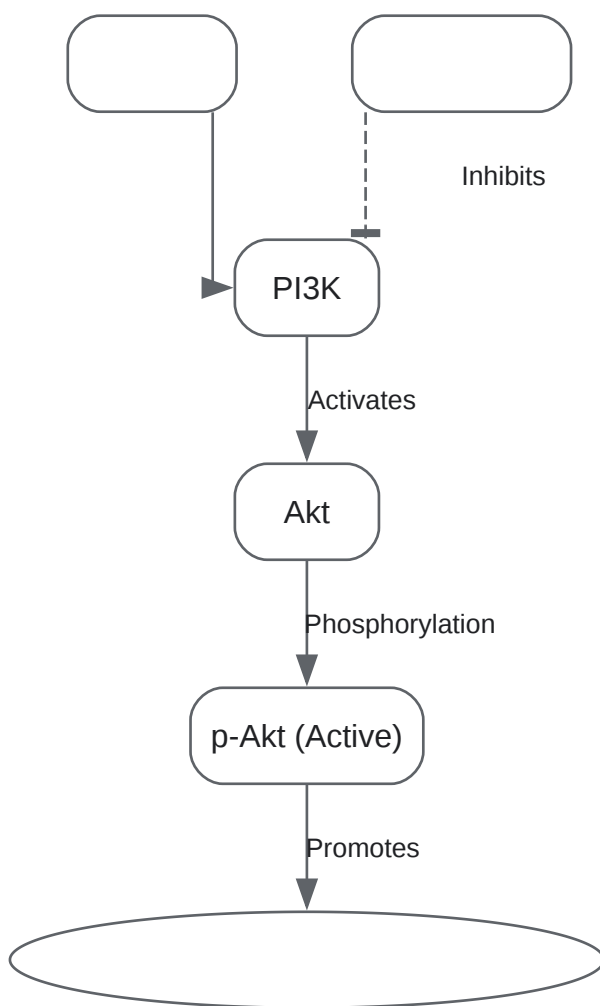 Inhibits
PI3K
Activates
Akt
Phosphorylation
p-Akt (Active)
Promotes